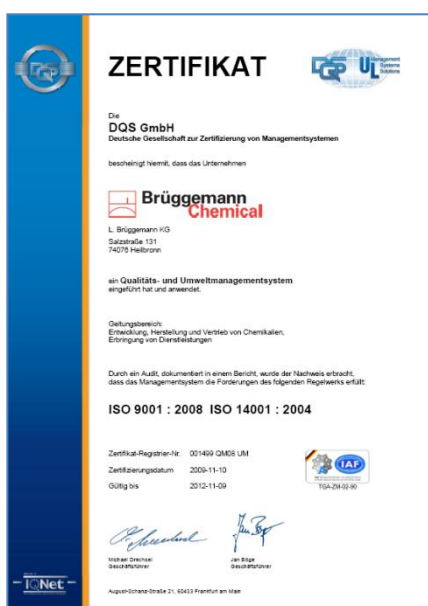 DQS
ZERTIFIKAT
DQS
UL
Management
Systems
Solutions
Die
DQS GmbH
Deutsche Gesellschaft zur Zertifizierung von Managementsystemen
bescheinigt hiermit, dass das Unternehmen
Brüggemann
Chemical
L. Brüggemann KG
Salzstraße 131
74076 Heilbronn
ein Qualitäts- und Umweltmanagementsystem
eingeführt hat und anwendet.
Geltungsbereich:
Entwicklung, Herstellung und Vertrieb von Chemikalien,
Erbringung von Dienstleistungen
Durch ein Audit, dokumentiert in einem Bericht, wurde der Nachweis erbracht,
dass das Managementsystem die Forderungen des folgenden Regelwerks erfüllt:
ISO 9001 : 2008 ISO 14001 : 2004
Zertifikat-Registrier-Nr. 001499 QM08 UM
Zertifizierungsdatum 2009-11-10
Gültig bis 2012-11-09
IAF
TGA-ZM-02-90
Michael Drechsel
Geschäftsführer
Jan Böge
Geschäftsführer
IQNet
August-Schanz-Straße 21, 60433 Frankfurt am Main